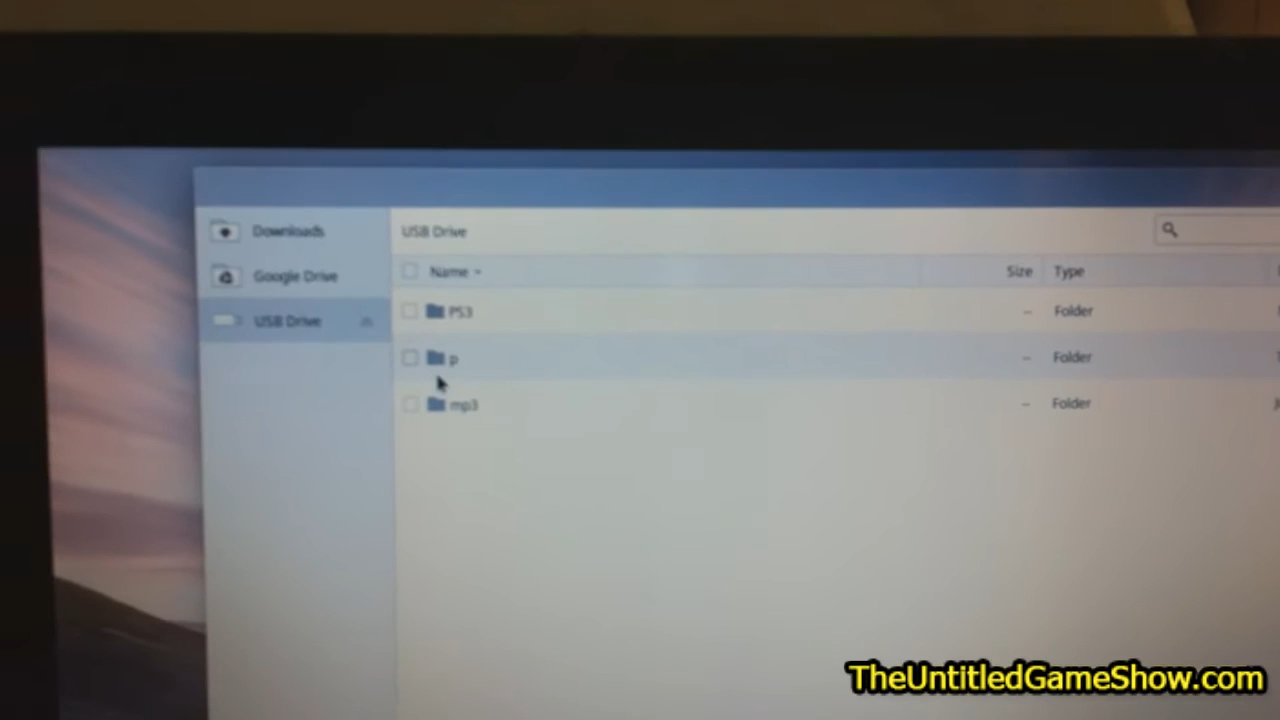 Downloads
Google Drive
USB Drive
USB Drive
Name
Size
Type
PS3
-- Folder
p
-- Folder
mp3
-- Folder
TheUntitledGameShow.com